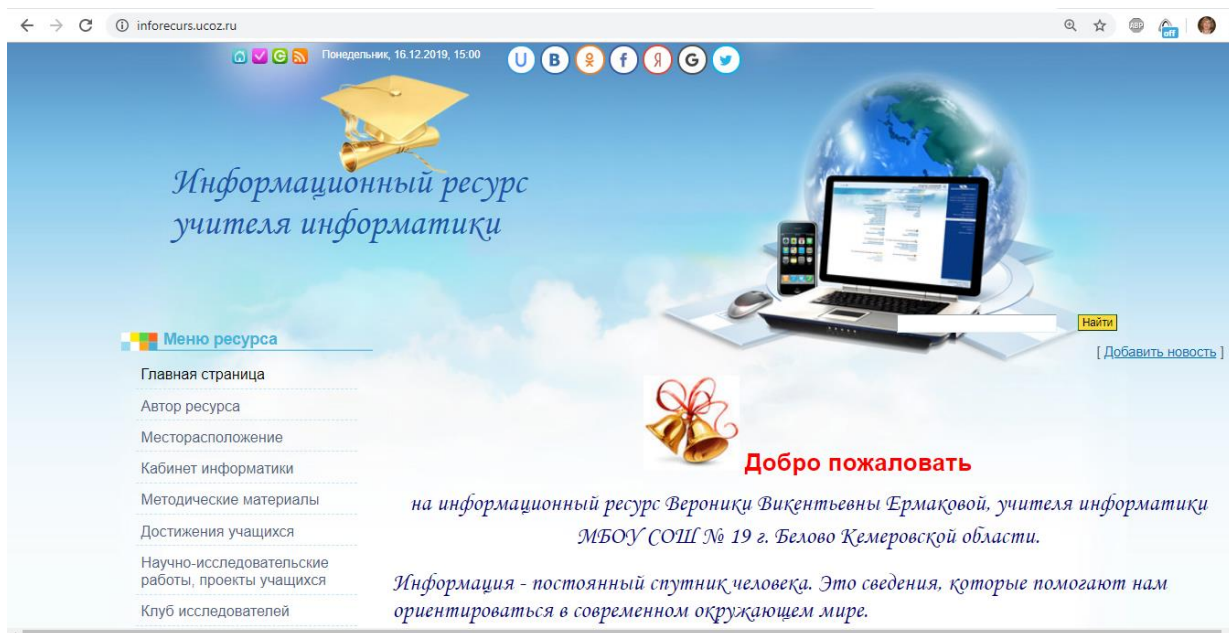 inforecurs.ucoz.ru
ABP
off
Понедельник, 16.12.2019, 15:00
Информационный ресурс
учителя информатики
Найти
[ Добавить новость ]
Меню ресурса
Главная страница
Автор ресурса
Месторасположение
Кабинет информатики
Методические материалы
Достижения учащихся
Научно-исследовательские
работы, проекты учащихся
Клуб исследователей
Добро пожаловать
на информационный ресурс Вероники Викентьевны Ермаковой, учителя информатики
МБОУ СОШ № 19 г. Белово Кемеровской области.
Информация - постоянный спутник человека. Это сведения, которые помогают нам
ориентироваться в современном окружающем мире.